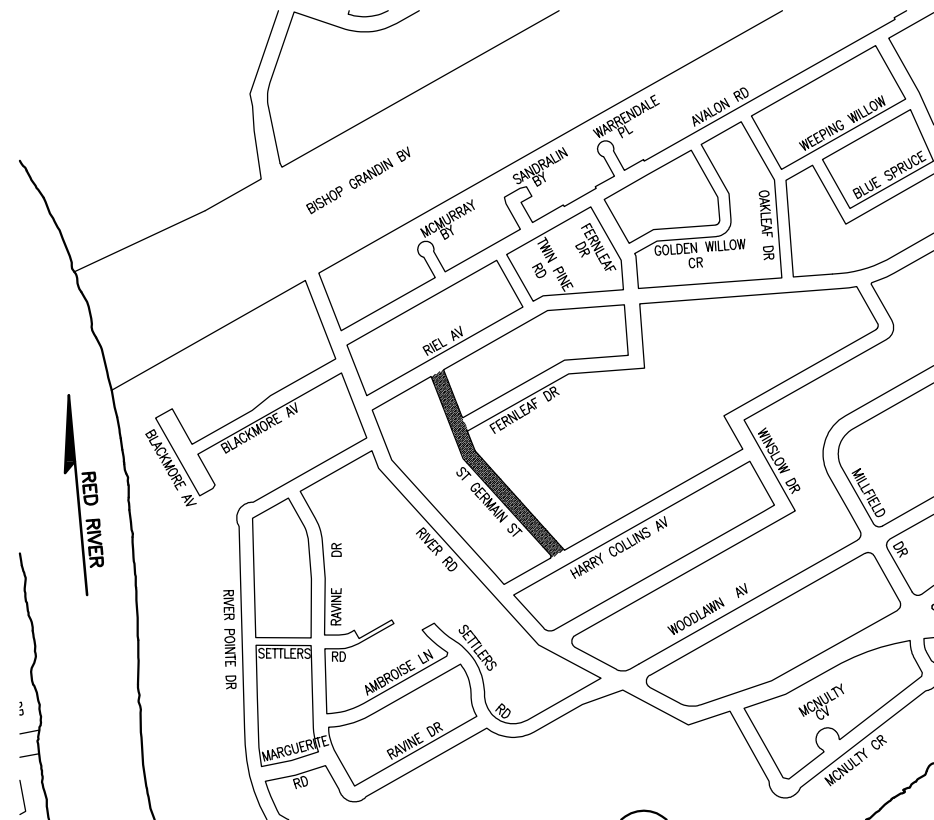 WARRENDALE
PL
AVALON RD
WEEPING WILLOW
BLUE SPRUCE
BISHOP GRANDIN BV
SANDRALIN
BY
MCMURRAY
BY
OAKLEAF DR
FERNLEAF
DR
TWIN PINE
RD
GOLDEN WILLOW
CR
RIEL AV
FERNLEAF DR
BLACKMORE AV
BLACKMORE AV
WINSLOW DR
MILLFIELD
DR
ST GERMAIN ST
RED RIVER
RIVER RD
HARRY COLLINS AV
RAVINE
DR
WOODLAWN AV
RIVER POINTE DR
SETTLERS
RD
SETTLERS
RD
AMBROISE LN
MARGUERITE
RD
RAVINE DR
MCNULTY
CV
MCNULTY CR